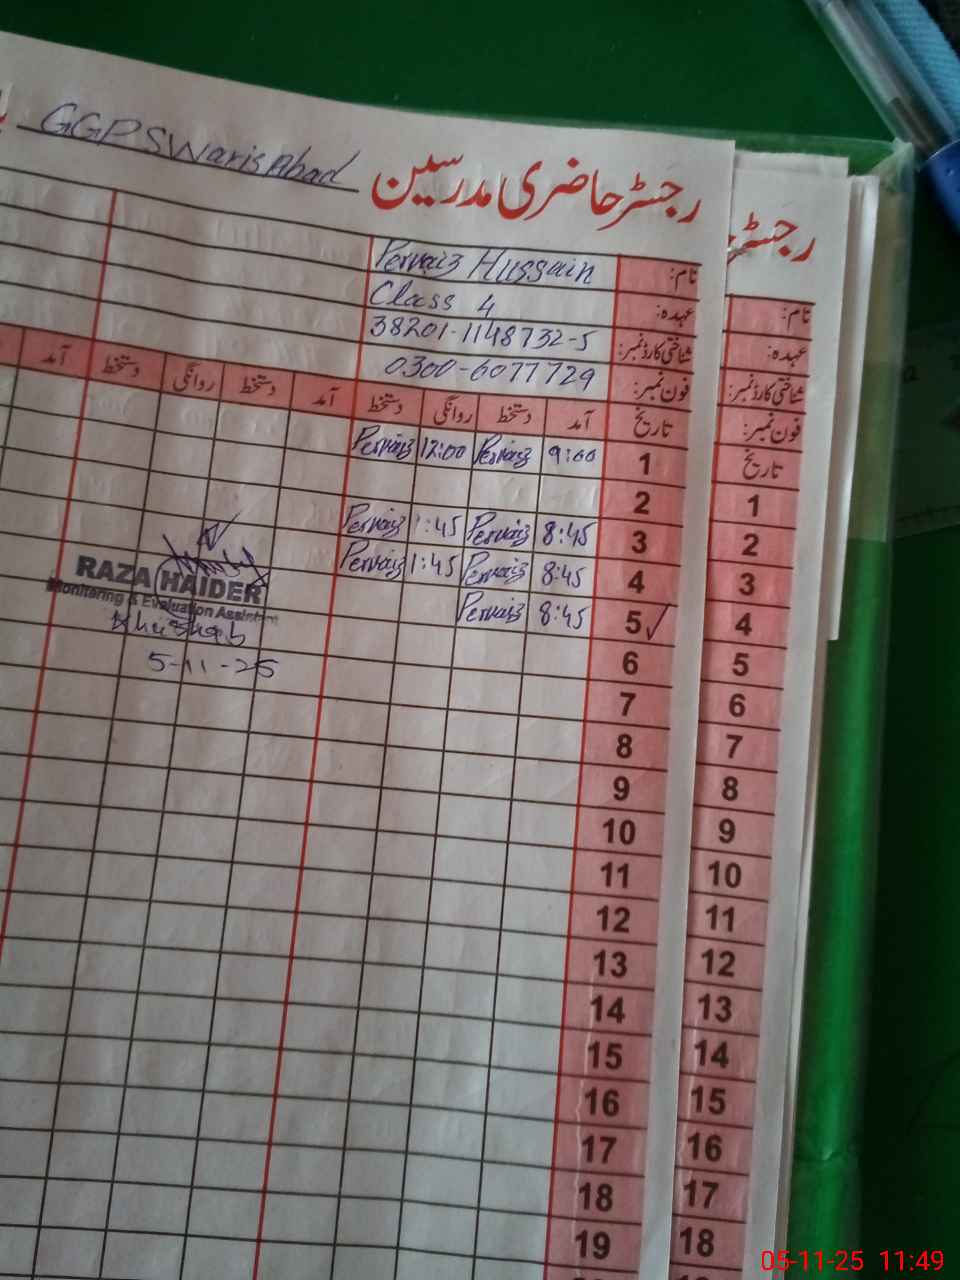 GGPS Waris Abad
رجسٹر حاضری مدرسین
رجسٹر
نام: Pervaiz Hussain
عہدہ: Class 4
شناختی کارڈ نمبر: 38201-1148732-5
فون نمبر: 0300-6077729
تاریخ آمد دستخط روانگی دستخط آمد دستخط روانگی دستخط آمد
1 9:00 Pervaiz 12:00 Pervaiz
2
3 8:45 Pervaiz 1:45 Pervaiz
4 8:45 Pervaiz 1:45 Pervaiz
5 8:45 Pervaiz
6
7
8
9
10
11
12
13
14
15
16
17
18
19
RAZA HAIDER
Monitoring & Evaluation Assistant
Khushab
5-11-25
نام:
عہدہ:
شناختی کارڈ نمبر:
فون نمبر:
تاریخ
1
2
3
4
5
6
7
8
9
10
11
12
13
14
15
16
17
18
05-11-25 11:49